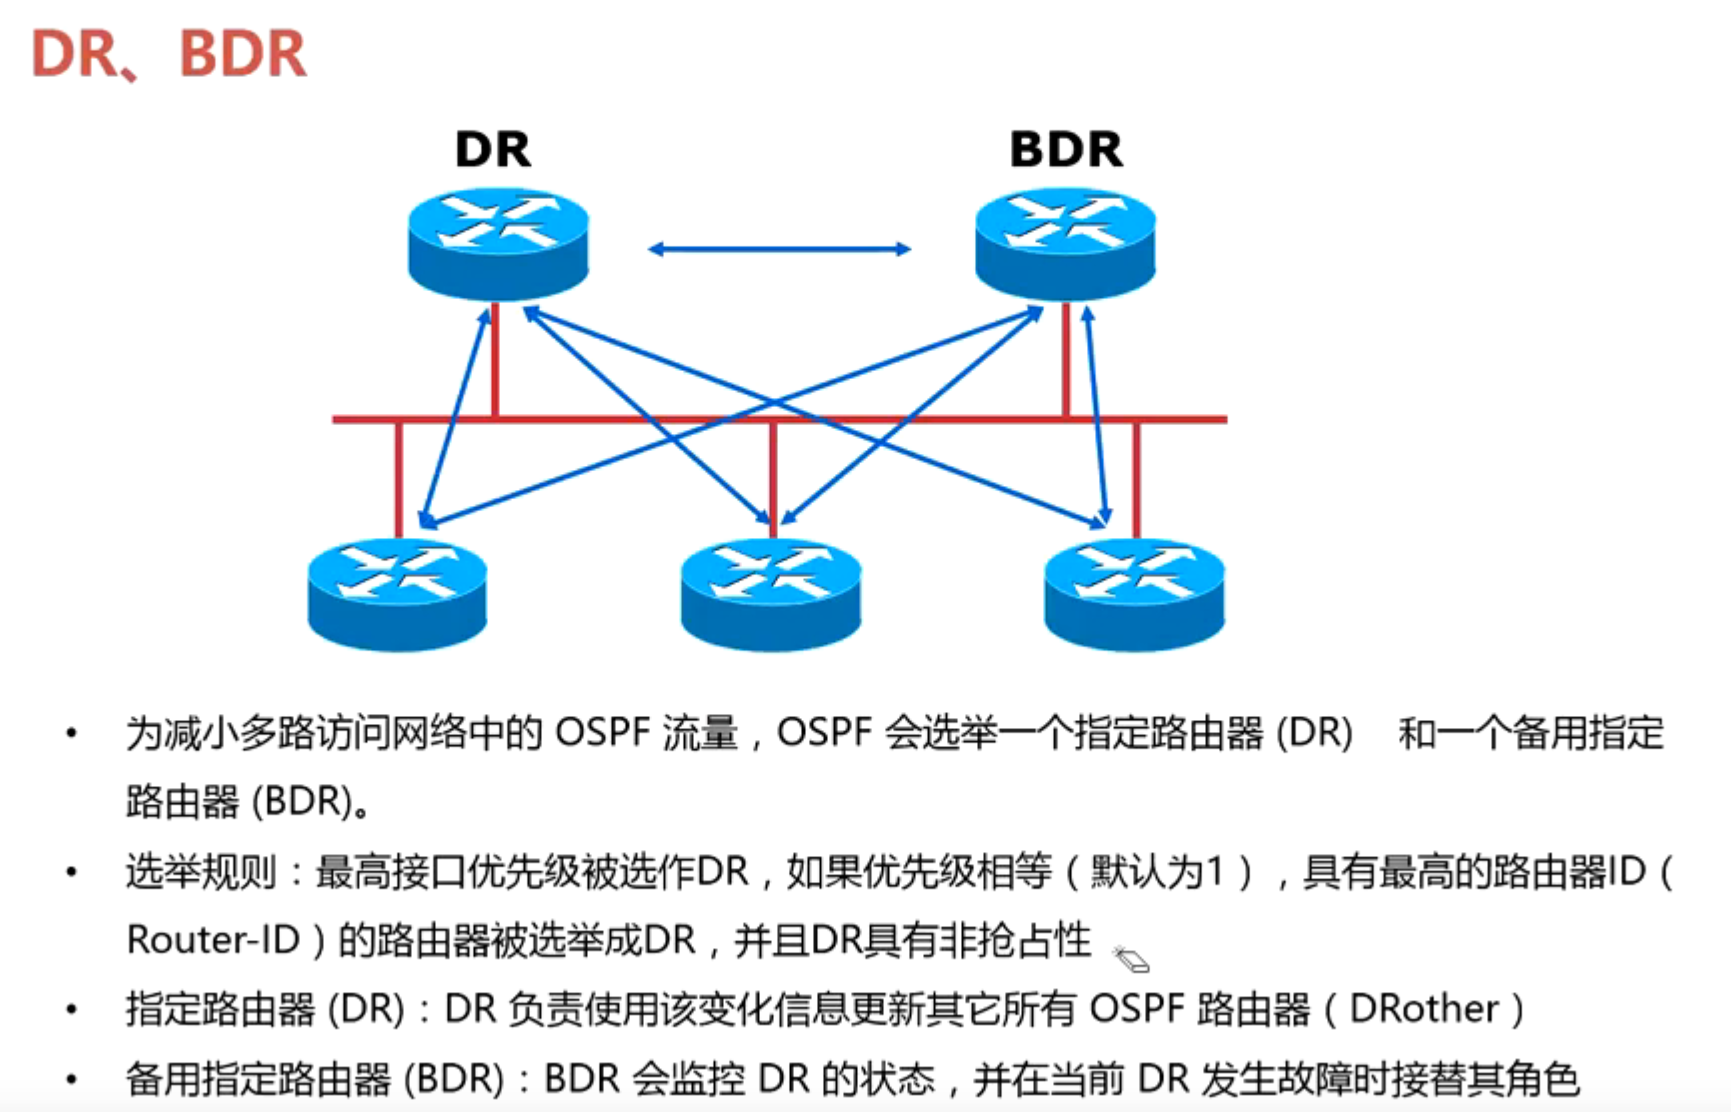 DR、BDR
DR
BDR
• 为减小多路访问网络中的 OSPF 流量，OSPF 会选举一个指定路由器 (DR) 和一个备用指定
路由器 (BDR)。
• 选举规则：最高接口优先级被选作DR，如果优先级相等（默认为1），具有最高的路由器ID（
Router-ID）的路由器被选举成DR，并且DR具有非抢占性
• 指定路由器 (DR)：DR 负责使用该变化信息更新其它所有 OSPF 路由器（DRother）
• 备用指定路由器 (BDR)：BDR 会监控 DR 的状态，并在当前 DR 发生故障时接替其角色